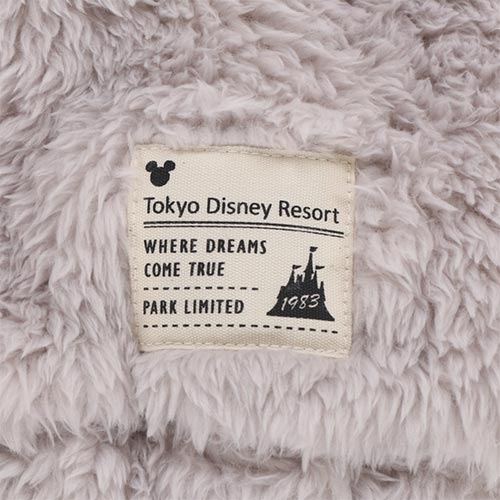 Tokyo Disney Resort
WHERE DREAMS
COME TRUE
PARK LIMITED
1983